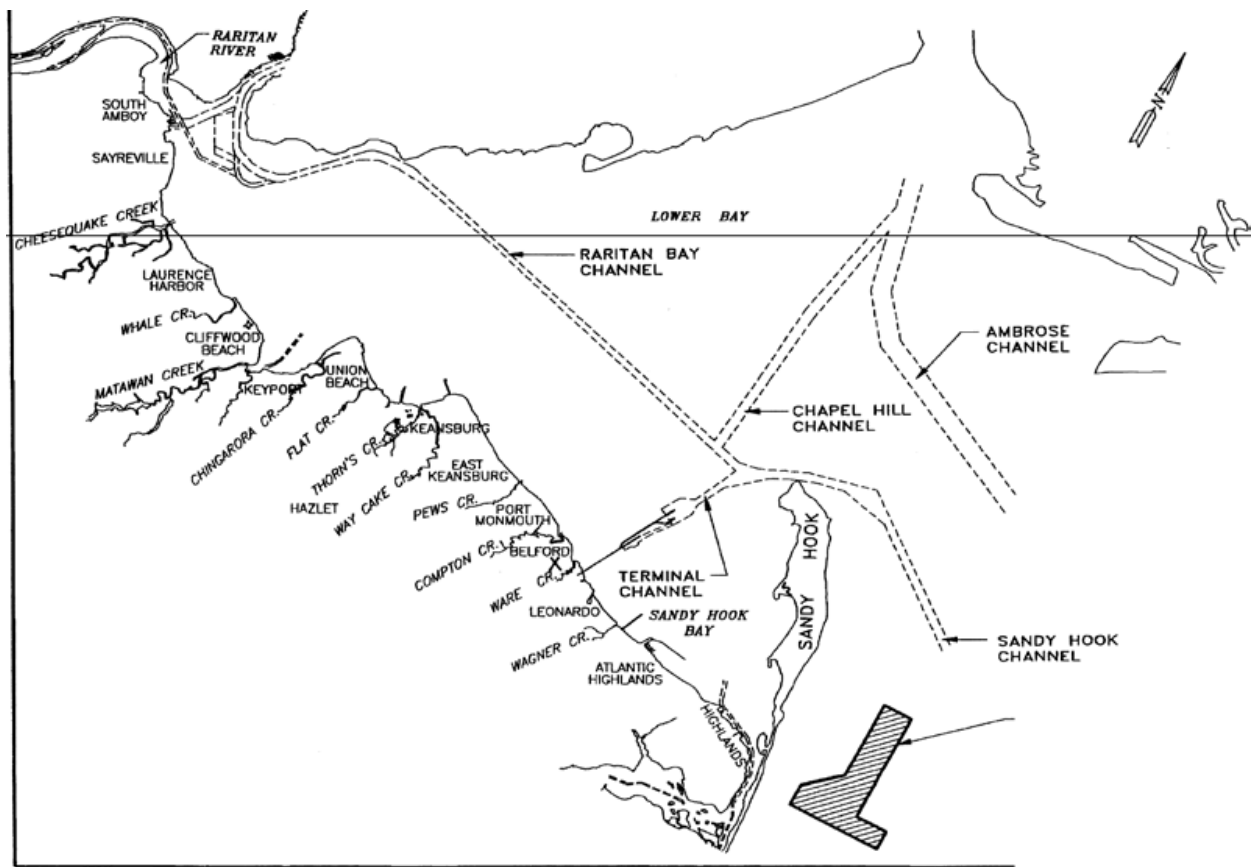 RARITAN
RIVER
N
SOUTH
AMBOY
SAYREVILLE
CHEESEQUAKE CREEK
LOWER BAY
RARITAN BAY
CHANNEL
LAURENCE
HARBOR
WHALE CR.
CLIFFWOOD
BEACH
AMBROSE
CHANNEL
MATAWAN CREEK
KEYPORT
UNION
BEACH
CHINGARORA CR.
FLAT CR.
THORN'S CR.
KEANSBURG
CHAPEL HILL
CHANNEL
WAY CAKE CR.
EAST
KEANSBURG
HAZLET
PEWS CR.
PORT
MONMOUTH
COMPTON CR.
BELFORD
WARE CR.
TERMINAL
CHANNEL
SANDY HOOK
LEONARDO
SANDY HOOK
BAY
WAGNER CR.
ATLANTIC
HIGHLANDS
SANDY HOOK
CHANNEL
HIGHLANDS